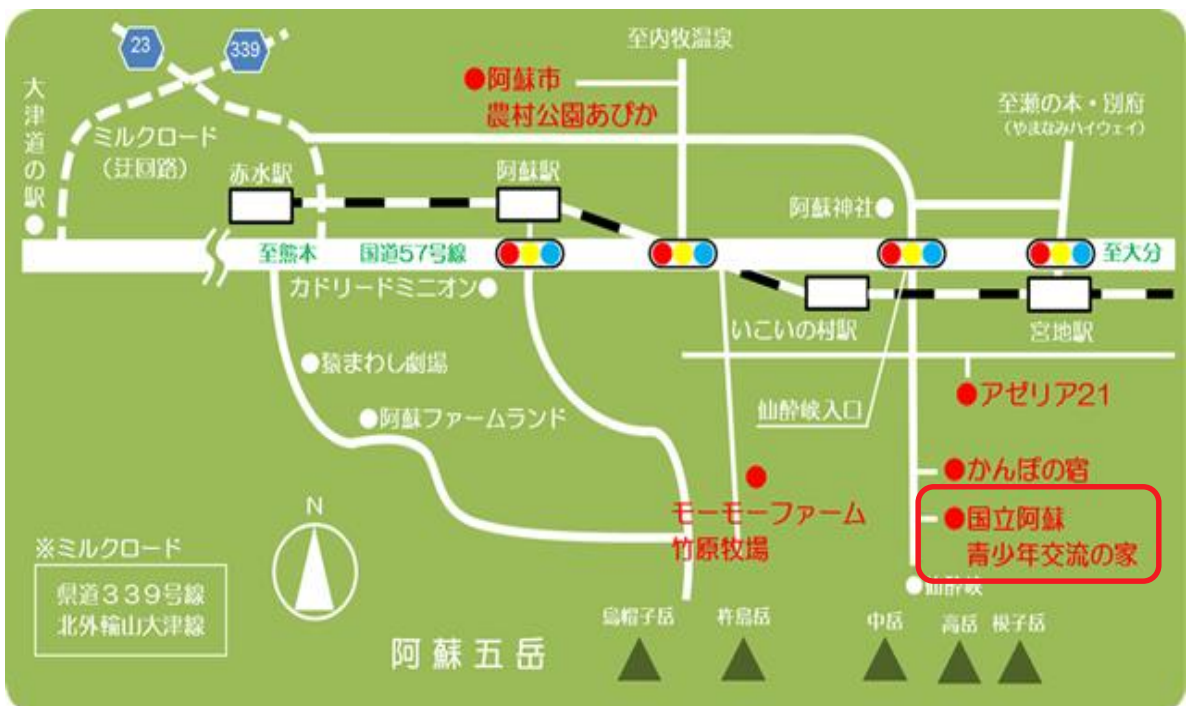 23
339
至内牧温泉
●阿蘇市
農村公園あぴか
至瀬の本・別府
(やまなみハイウェイ)
大津道の駅
ミルクロード
(迂回路)
赤水駅
阿蘇駅
阿蘇神社
至熊本
国道57号線
至大分
カドリードミニオン
いこいの村駅
宮地駅
猿まわし劇場
阿蘇ファームランド
仙酔峡入口
●アゼリア21
●かんぽの宿
モーモーファーム
竹原牧場
●国立阿蘇
青少年交流の家
仙酔峡
N
※ミルクロード
県道339号線
北外輪山大津線
阿蘇五岳
烏帽子岳
杵島岳
中岳
高岳
根子岳